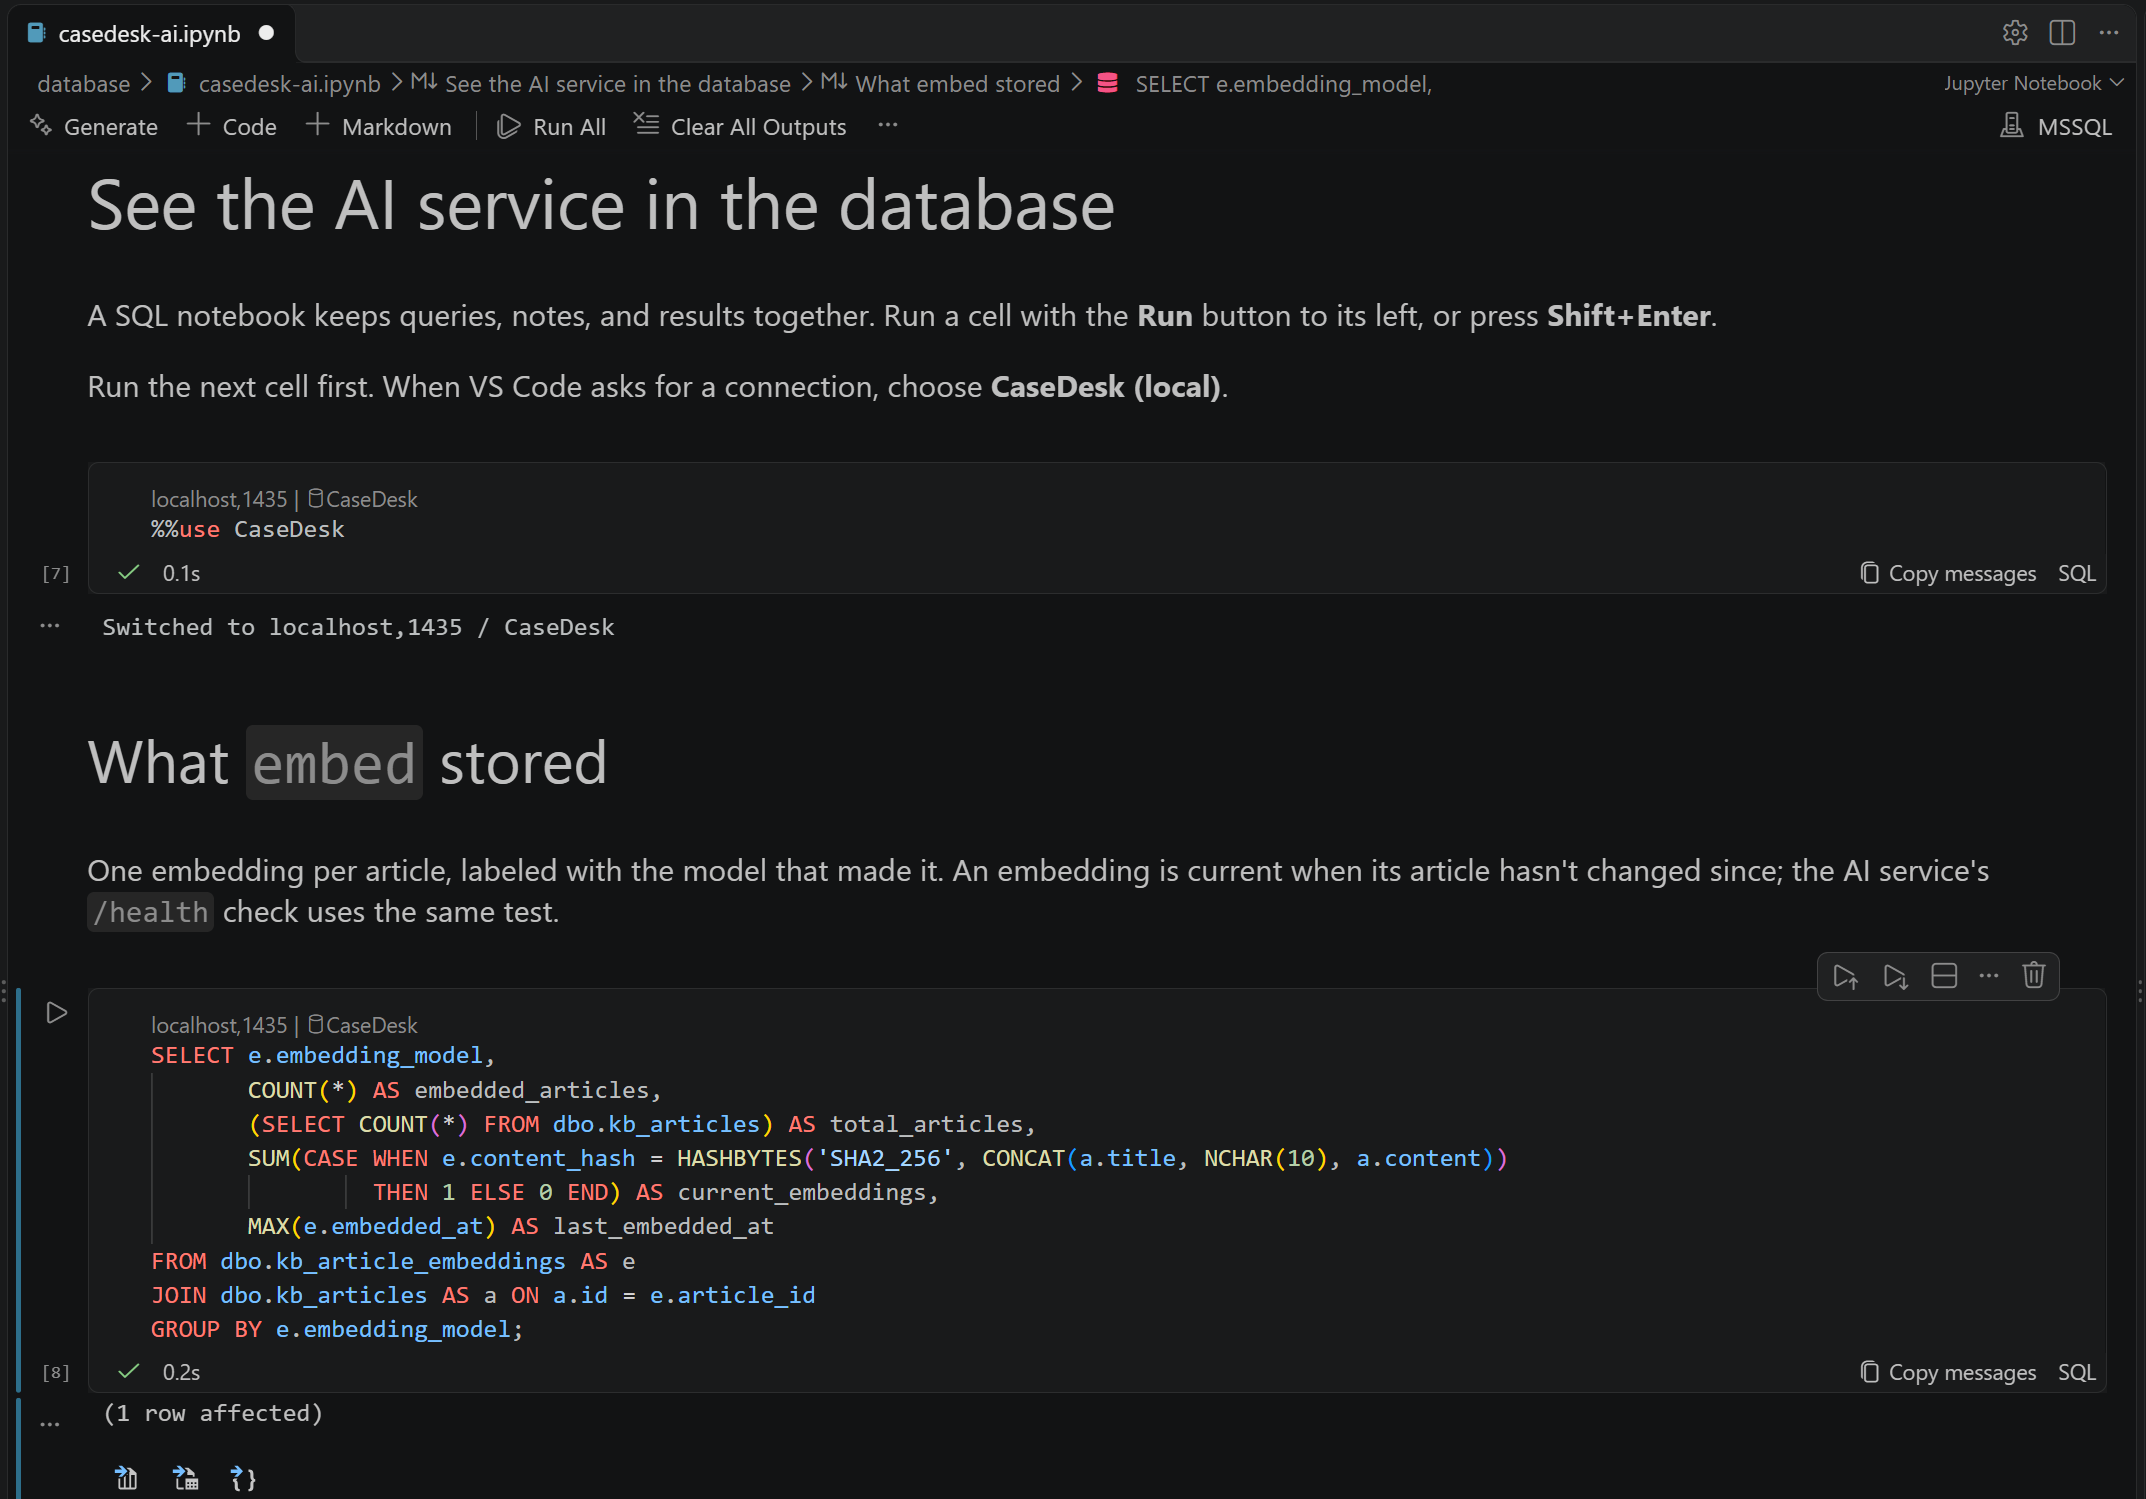 casedesk-ai.ipynb
database > casedesk-ai.ipynb > M↓ See the AI service in the database > M↓ What embed stored > SELECT e.embedding_model,
Jupyter Notebook
Generate + Code + Markdown | Run All Clear All Outputs ...
MSSQL
See the AI service in the database
A SQL notebook keeps queries, notes, and results together. Run a cell with the Run button to its left, or press Shift+Enter.
Run the next cell first. When VS Code asks for a connection, choose CaseDesk (local).
localhost,1435 | CaseDesk
%%use CaseDesk
[7] ✓ 0.1s
Copy messages SQL
... Switched to localhost,1435 / CaseDesk
What embed stored
One embedding per article, labeled with the model that made it. An embedding is current when its article hasn't changed since; the AI service's
/health check uses the same test.
localhost,1435 | CaseDesk
SELECT e.embedding_model,
COUNT(*) AS embedded_articles,
(SELECT COUNT(*) FROM dbo.kb_articles) AS total_articles,
SUM(CASE WHEN e.content_hash = HASHBYTES('SHA2_256', CONCAT(a.title, NCHAR(10), a.content))
THEN 1 ELSE 0 END) AS current_embeddings,
MAX(e.embedded_at) AS last_embedded_at
FROM dbo.kb_article_embeddings AS e
JOIN dbo.kb_articles AS a ON a.id = e.article_id
GROUP BY e.embedding_model;
[8] ✓ 0.2s
Copy messages SQL
... (1 row affected)